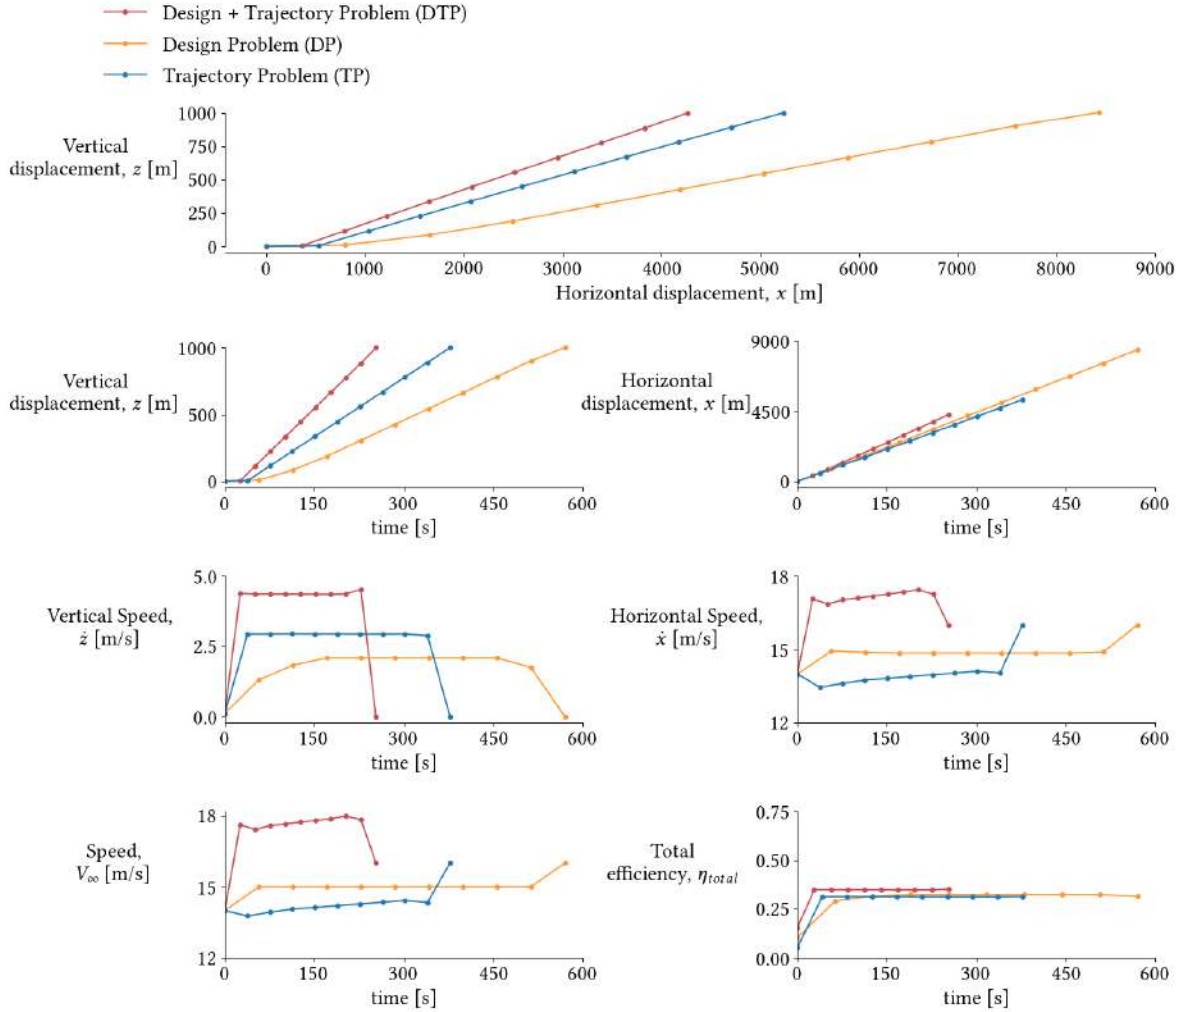 Design + Trajectory Problem (DTP)
Design Problem (DP)
Trajectory Problem (TP)
Vertical
displacement, z [m]
1000
750
500
250
0
0 1000 2000 3000 4000 5000 6000 7000 8000 9000
Horizontal displacement, x [m]
Vertical
displacement, z [m]
1000
500
0
0 150 300 450 600
time [s]
Horizontal
displacement, x [m]
9000
4500
0
0 150 300 450 600
time [s]
Vertical Speed,
ż [m/s]
5.0
2.5
0.0
0 150 300 450 600
time [s]
Horizontal Speed,
ẋ [m/s]
18
15
12
0 150 300 450 600
time [s]
Speed,
V∞ [m/s]
18
15
12
0 150 300 450 600
time [s]
Total
efficiency, ηtotal
0.75
0.50
0.25
0.00
0 150 300 450 600
time [s]